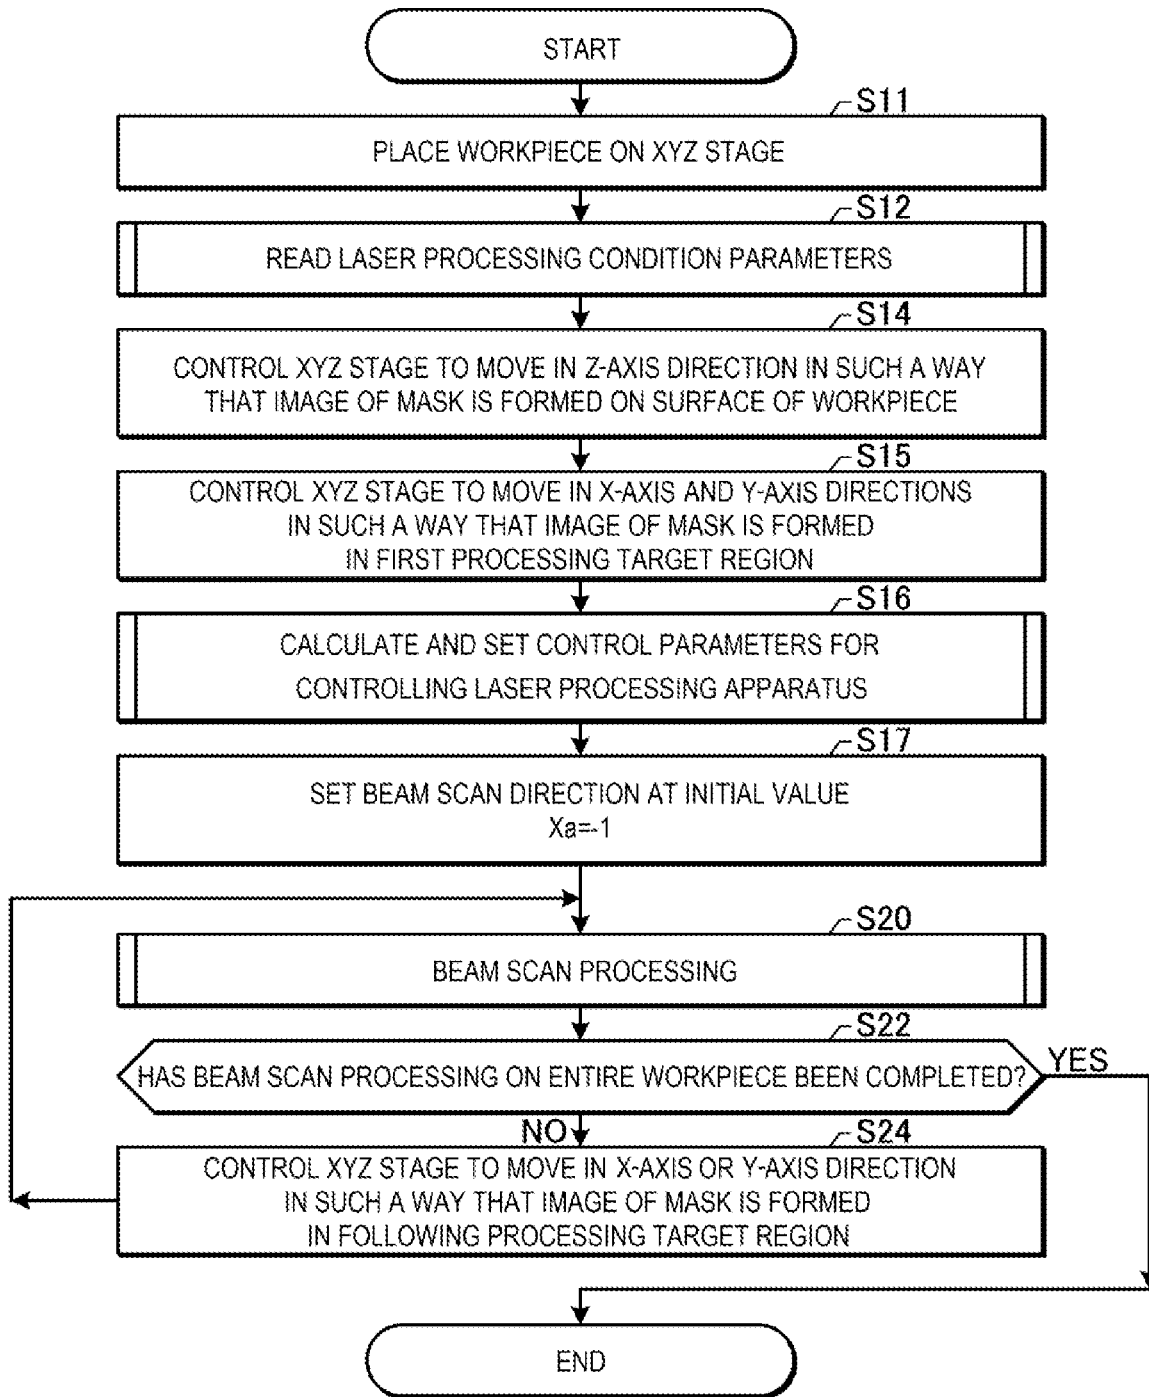 START
S11
PLACE WORKPIECE ON XYZ STAGE
S12
READ LASER PROCESSING CONDITION PARAMETERS
S14
CONTROL XYZ STAGE TO MOVE IN Z-AXIS DIRECTION IN SUCH A WAY
THAT IMAGE OF MASK IS FORMED ON SURFACE OF WORKPIECE
S15
CONTROL XYZ STAGE TO MOVE IN X-AXIS AND Y-AXIS DIRECTIONS
IN SUCH A WAY THAT IMAGE OF MASK IS FORMED
IN FIRST PROCESSING TARGET REGION
S16
CALCULATE AND SET CONTROL PARAMETERS FOR
CONTROLLING LASER PROCESSING APPARATUS
S17
SET BEAM SCAN DIRECTION AT INITIAL VALUE
Xa=-1
S20
BEAM SCAN PROCESSING
S22
HAS BEAM SCAN PROCESSING ON ENTIRE WORKPIECE BEEN COMPLETED?
YES
NO
S24
CONTROL XYZ STAGE TO MOVE IN X-AXIS OR Y-AXIS DIRECTION
IN SUCH A WAY THAT IMAGE OF MASK IS FORMED
IN FOLLOWING PROCESSING TARGET REGION
END